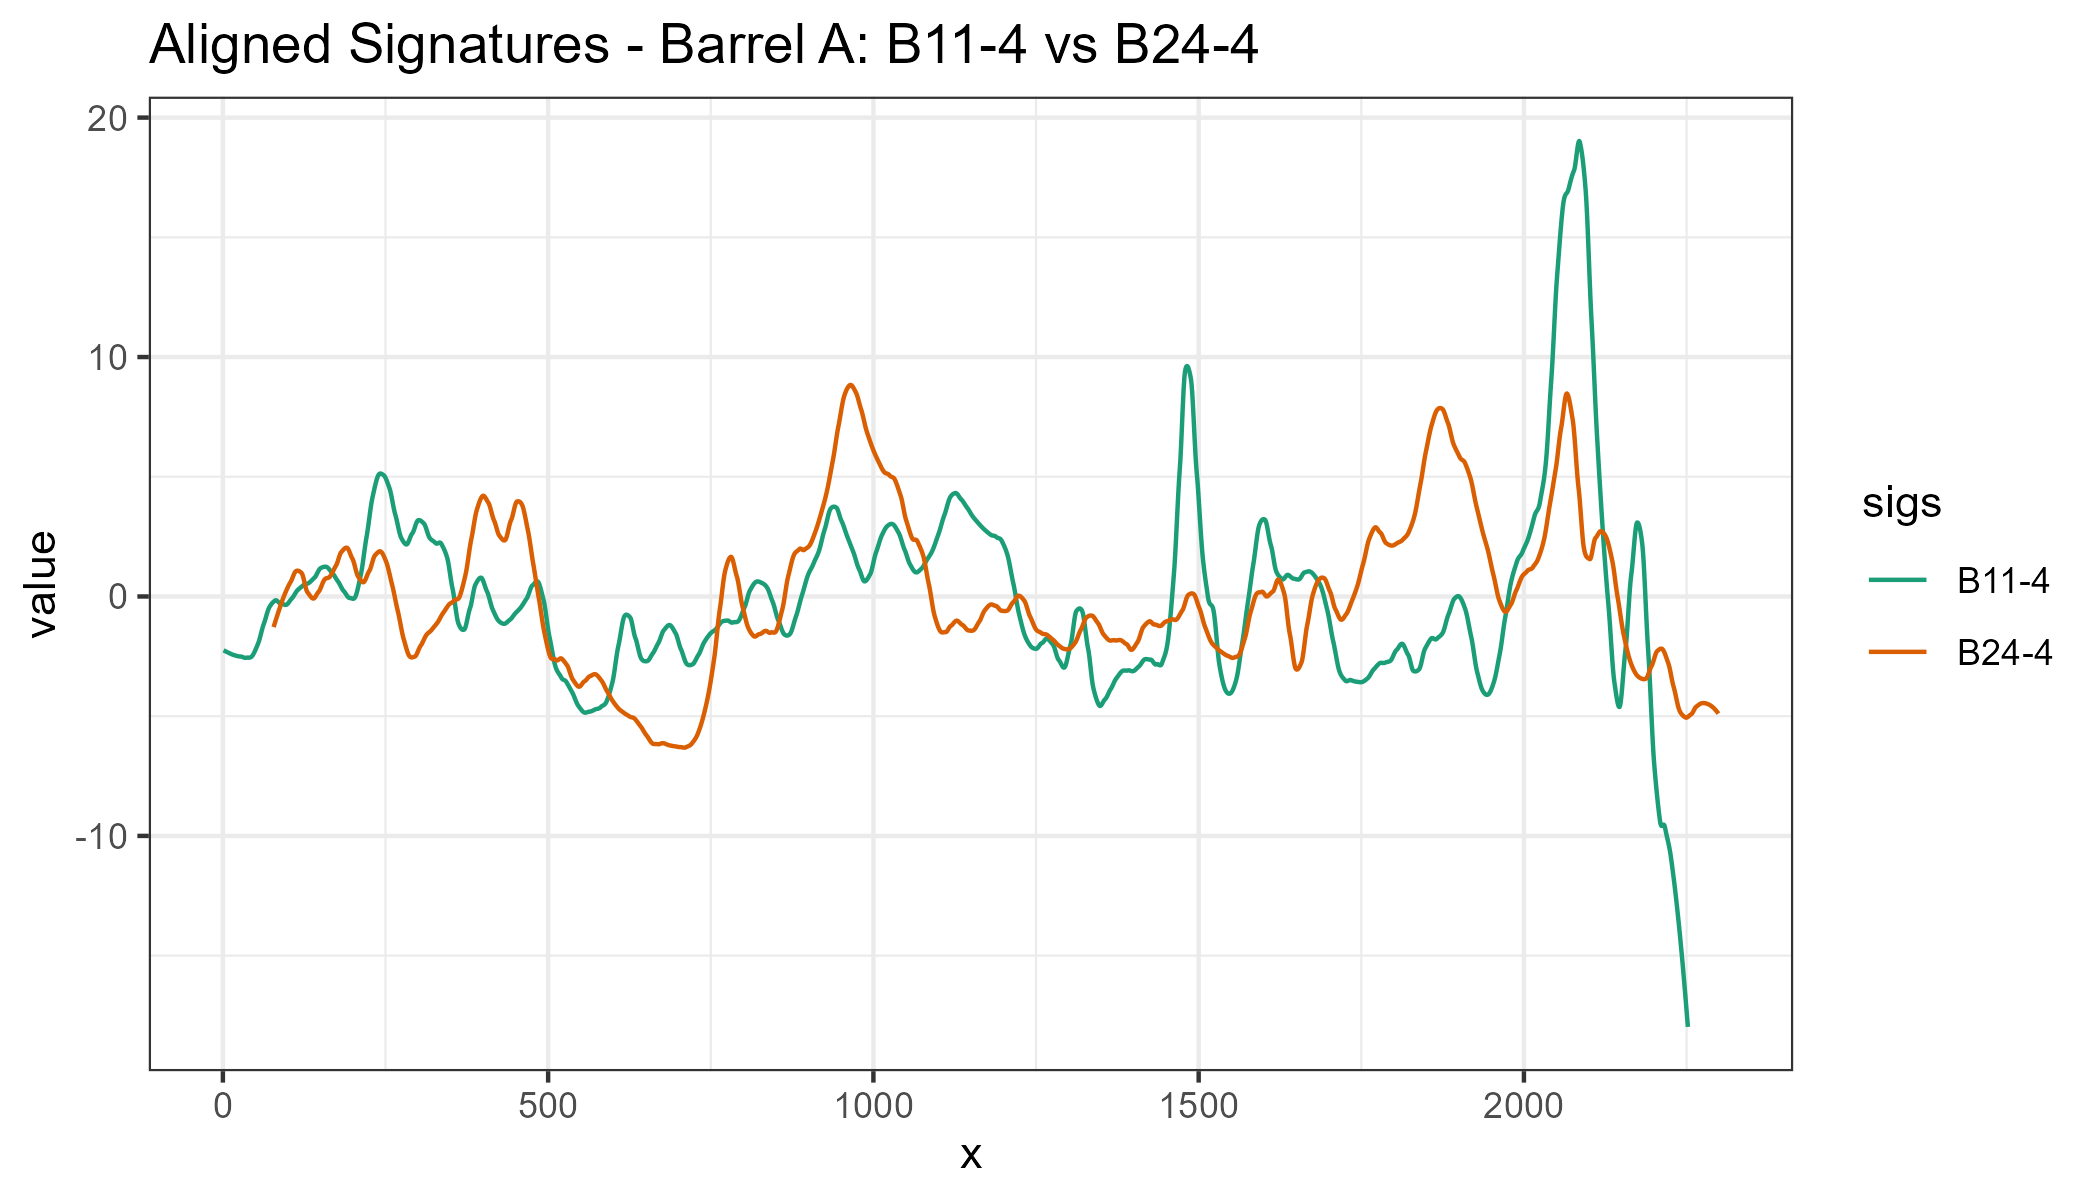 Aligned Signatures - Barrel A: B11-4 vs B24-4
20
10
0
-10
value
0 500 1000 1500 2000
x
sigs
B11-4
B24-4